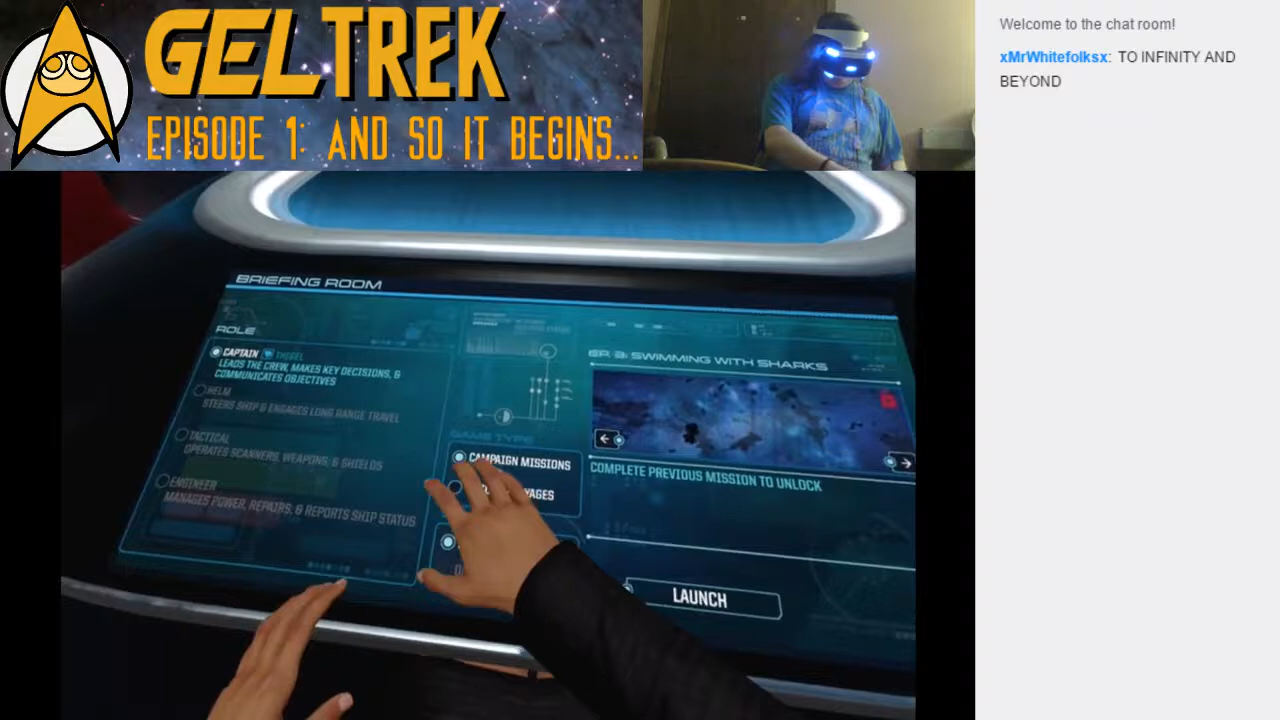 GELTREK
EPISODE 1: AND SO IT BEGINS...
Welcome to the chat room!
xMrWhitefolksx: TO INFINITY AND
BEYOND
BRIEFING ROOM
ROLE
CAPTAIN
LEADS THE CREW, MAKES KEY DECISIONS, &
COMMUNICATES OBJECTIVES
HELM
STEERS SHIP & ENGAGES LONG RANGE TRAVEL
TACTICAL
OPERATES SCANNERS, WEAPONS, & SHIELDS
ENGINEER
MANAGES POWER, REPAIRS, & REPORTS SHIP STATUS
GAME TYPE
CAMPAIGN MISSIONS
EP. 3: SWIMMING WITH SHARKS
COMPLETE PREVIOUS MISSION TO UNLOCK
LAUNCH